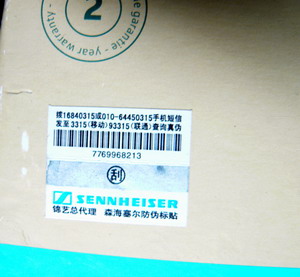 2
garantie - year
warranty - year
拨16840315或010-64450315手机短信
发至3315(移动)93315(联通)查询真伪
7769968213
刮
SENNHEISER
锦艺总代理 森海塞尔防伪标贴